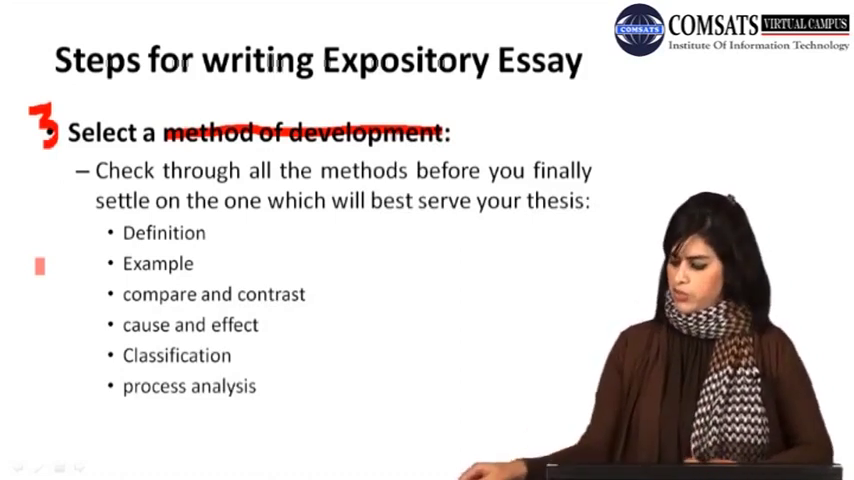 COMSATS VIRTUAL CAMPUS
COMSATS
Institute Of Information Technology
Steps for writing Expository Essay
3
• Select a method of development:
– Check through all the methods before you finally
settle on the one which will best serve your thesis:
• Definition
• Example
• compare and contrast
• cause and effect
• Classification
• process analysis